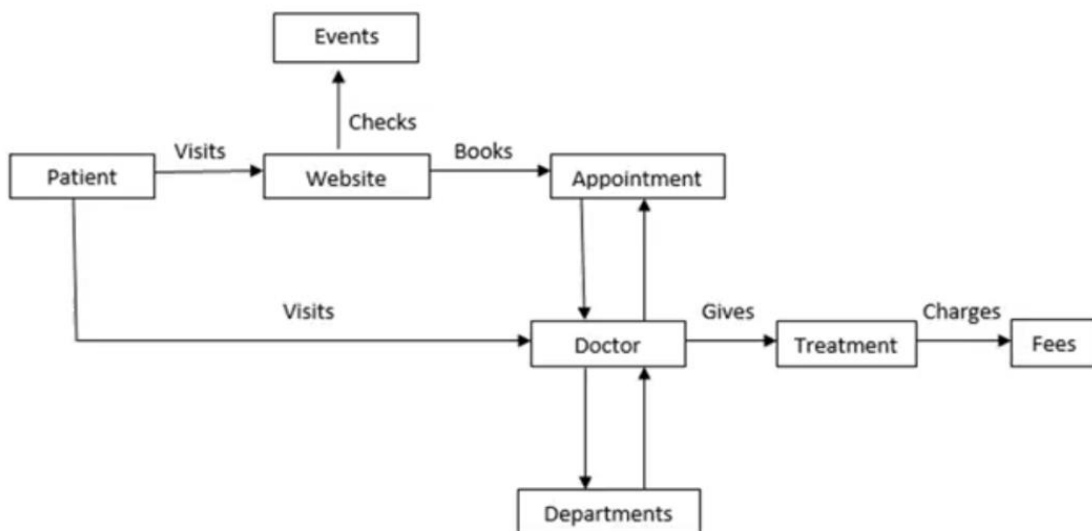 Events
Checks
Visits
Books
Patient
Website
Appointment
Visits
Gives
Charges
Doctor
Treatment
Fees
Departments